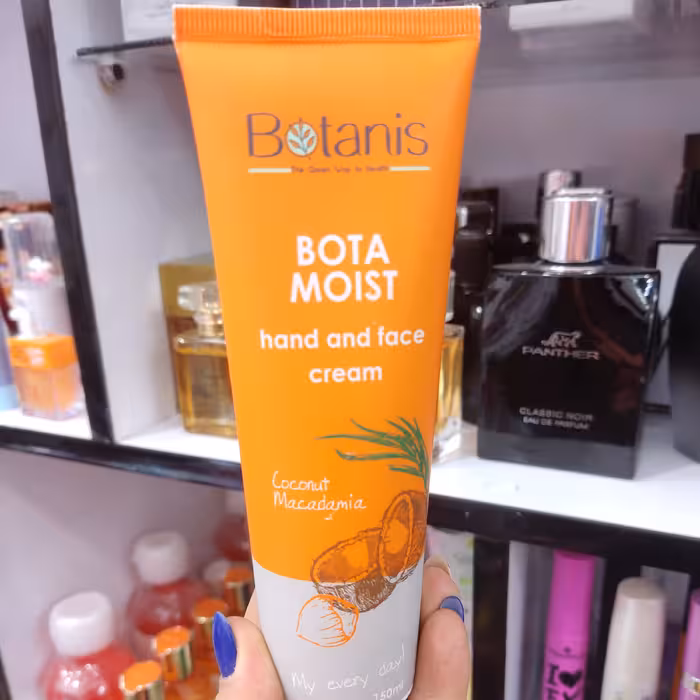 Botanis
The Green Way to Health
BOTA
MOIST
hand and face
cream
Coconut
Macadamia
My every day!
150ml
PANTHER
CLASSIC NOIR
EAU DE PARFUM
I